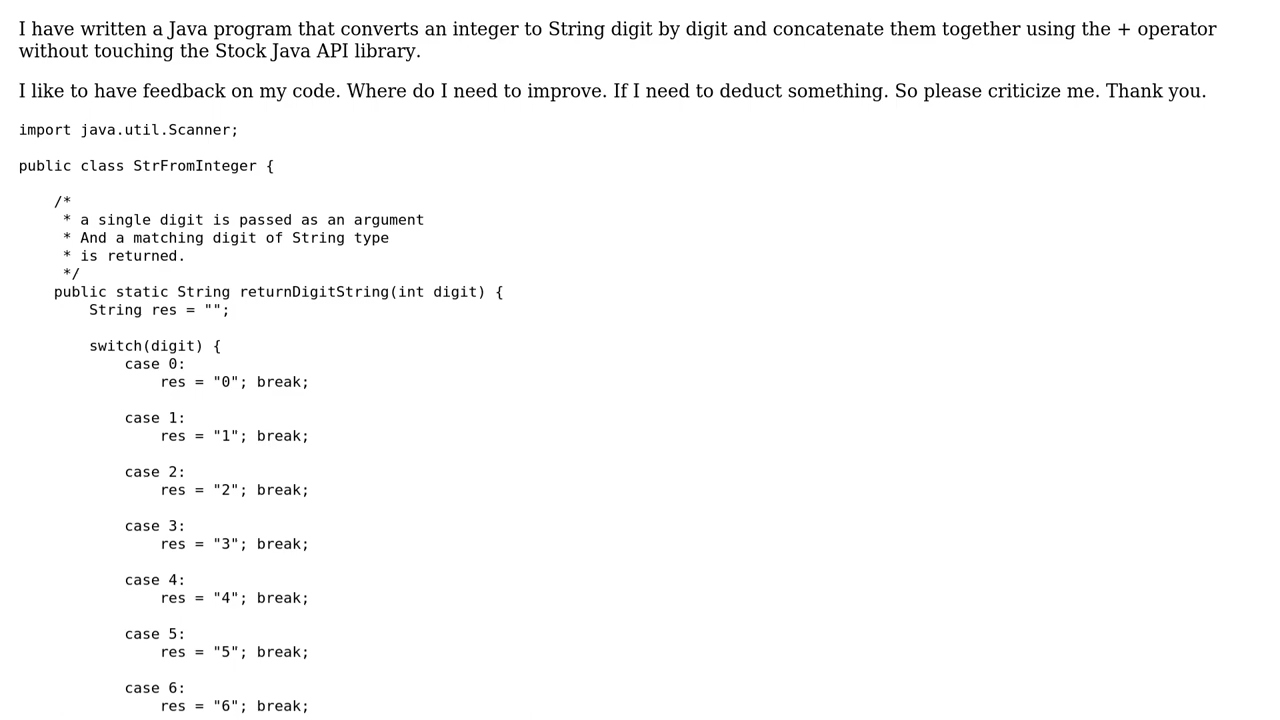 I have written a Java program that converts an integer to String digit by digit and concatenate them together using the + operator
without touching the Stock Java API library.
I like to have feedback on my code. Where do I need to improve. If I need to deduct something. So please criticize me. Thank you.
import java.util.Scanner;
public class StrFromInteger {
/*
* a single digit is passed as an argument
* And a matching digit of String type
* is returned.
*/
public static String returnDigitString(int digit) {
String res = "";
switch(digit) {
case 0:
res = "0"; break;
case 1:
res = "1"; break;
case 2:
res = "2"; break;
case 3:
res = "3"; break;
case 4:
res = "4"; break;
case 5:
res = "5"; break;
case 6:
res = "6"; break;